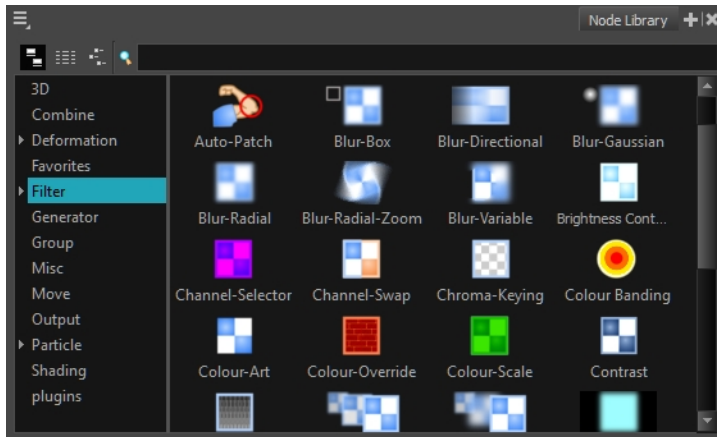 Node Library
3D
Combine
Deformation
Favorites
Filter
Generator
Group
Misc
Move
Output
Particle
Shading
plugins
Auto-Patch
Blur-Box
Blur-Directional
Blur-Gaussian
Blur-Radial
Blur-Radial-Zoom
Blur-Variable
Brightness Cont...
Channel-Selector
Channel-Swap
Chroma-Keying
Colour Banding
Colour-Art
Colour-Override
Colour-Scale
Contrast